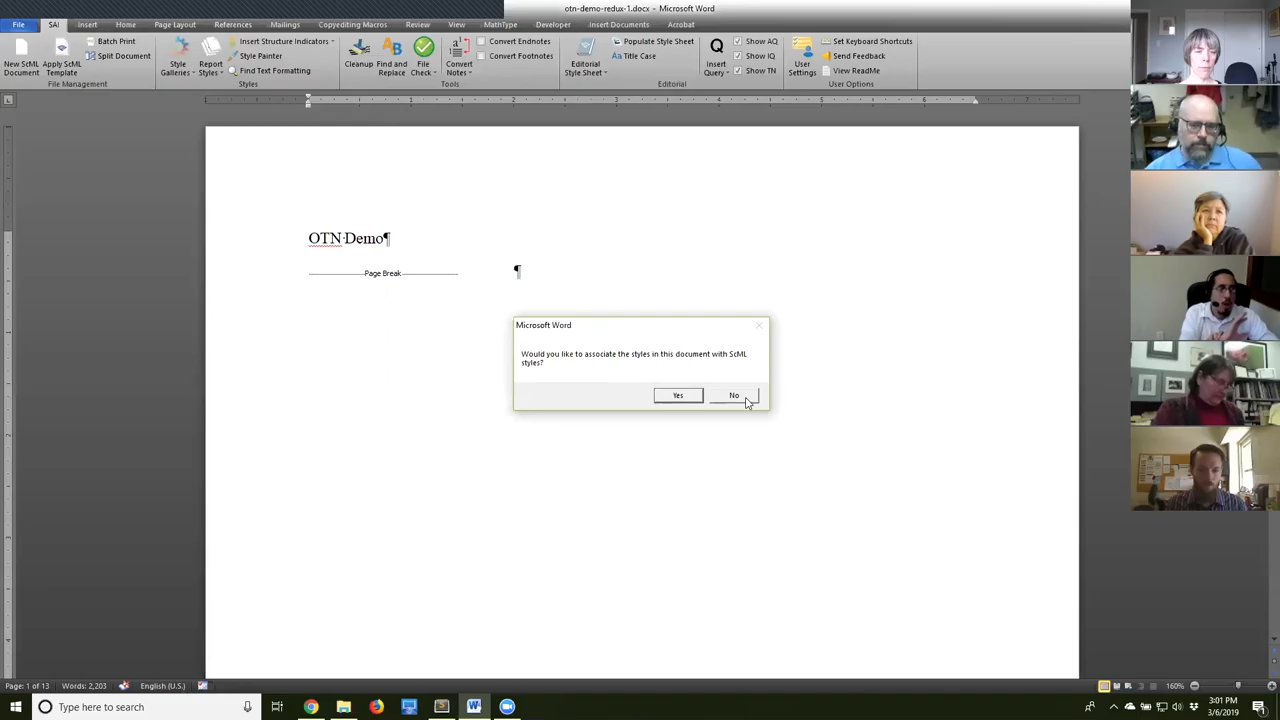 otn-demo-redux-1.docx - Microsoft Word
File SAI Insert Home Page Layout References Mailings Copyediting Macros Review View MathType Developer Insert Documents Acrobat
New ScML Document
Apply ScML Template
Batch Print
Split Document
File Management
Style Galleries
Report Styles
Insert Structure Indicators
Style Painter
Find Text Formatting
Styles
Cleanup
Find and Replace
File Check
Convert Notes
Convert Endnotes
Convert Footnotes
Tools
Editorial Style Sheet
Populate Style Sheet
Title Case
Insert Query
Show AQ
Show IQ
Show TN
Editorial
User Settings
Set Keyboard Shortcuts
Send Feedback
View ReadMe
User Options
OTN·Demo¶
Page Break ¶
Microsoft Word
Would you like to associate the styles in this document with ScML
styles?
Yes No
Page: 1 of 13 Words: 2,203 English (U.S.) 160%
Type here to search
3:01 PM
3/6/2019